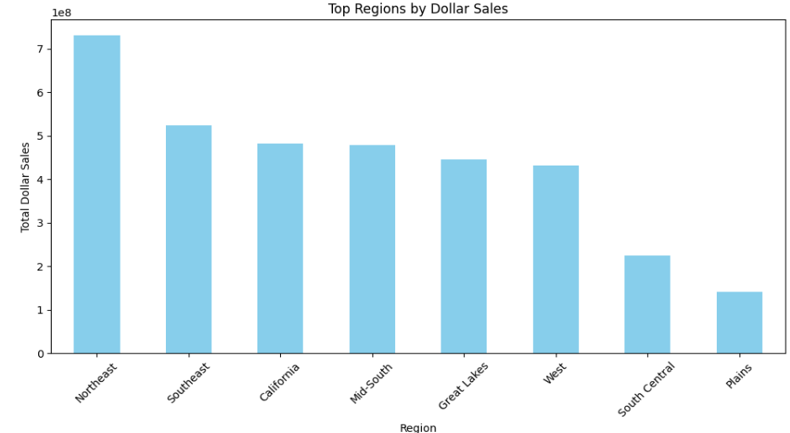 Top Regions by Dollar Sales
1e8
7
6
5
4
3
2
1
0
Total Dollar Sales
Northeast
Southeast
California
Mid-South
Great Lakes
West
South Central
Plains
Region